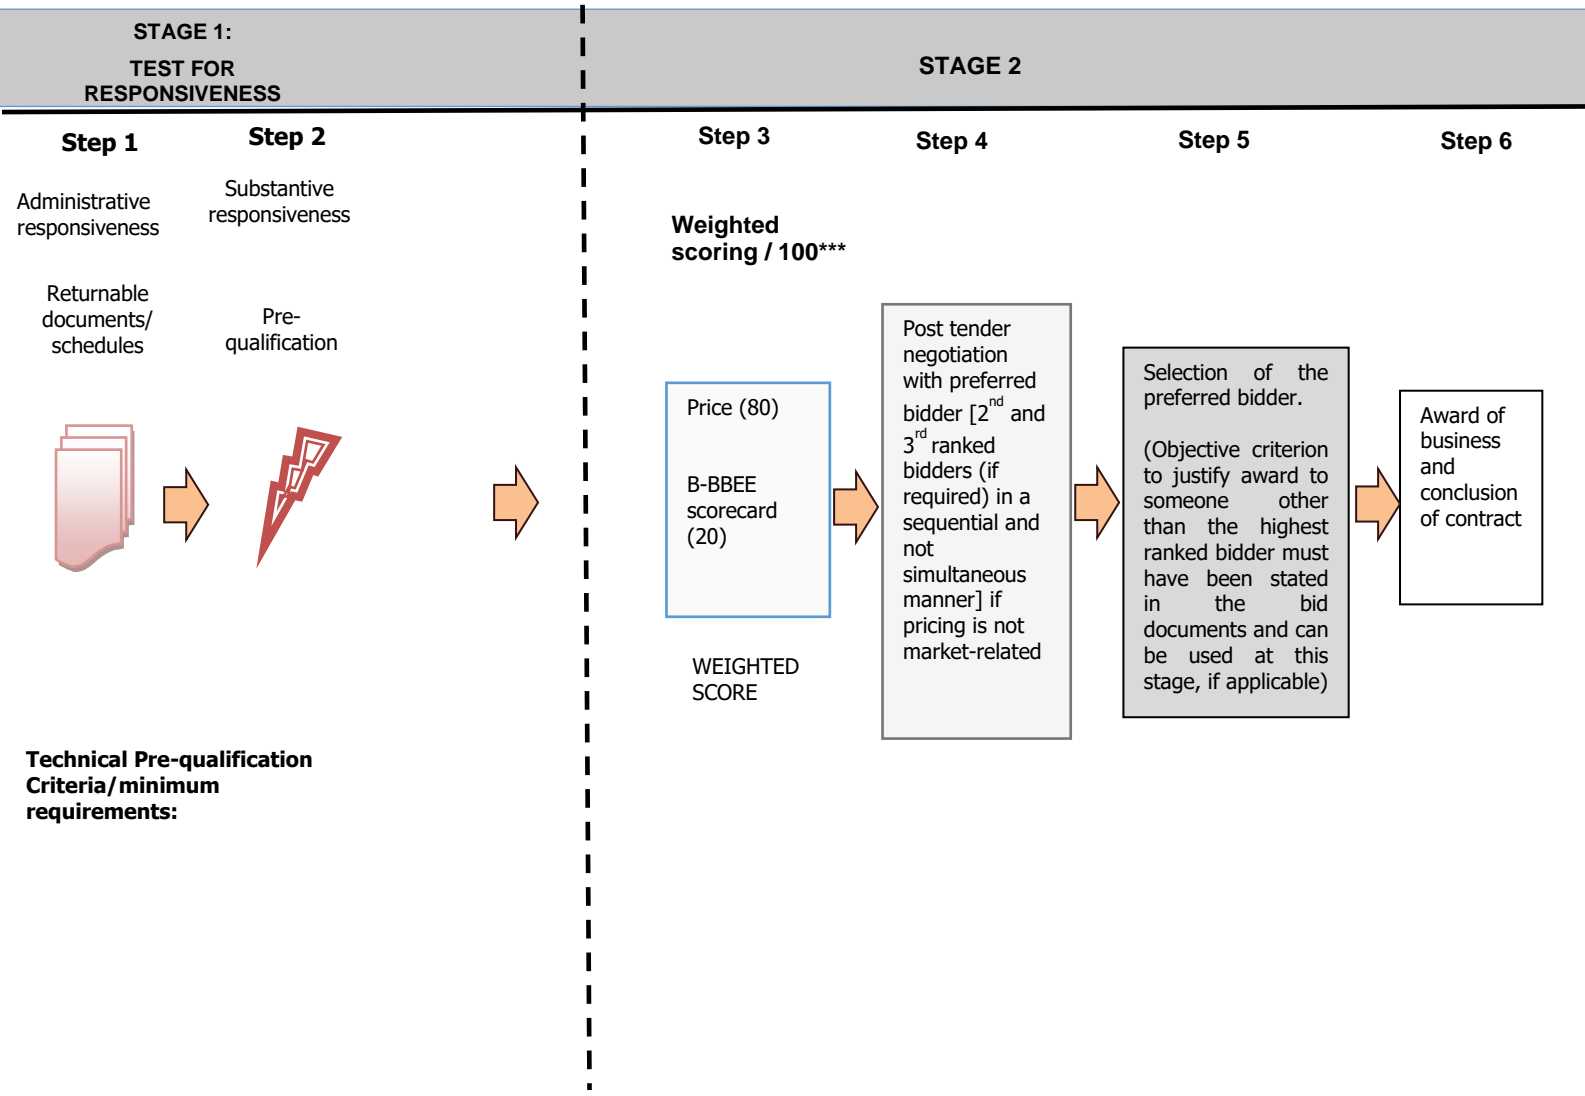 STAGE 1:
TEST FOR
RESPONSIVENESS
STAGE 2
Step 1
Step 2
Step 3
Step 4
Step 5
Step 6
Administrative
responsiveness
Substantive
responsiveness
Returnable
documents/
schedules
Pre-
qualification
Weighted
scoring / 100***
Price (80)
B-BBEE
scorecard
(20)
WEIGHTED
SCORE
Post tender
negotiation
with preferred
bidder [2nd and
3rd ranked
bidders (if
required) in a
sequential and
not
simultaneous
manner] if
pricing is not
market-related
Selection of the
preferred bidder.
(Objective criterion
to justify award to
someone other
than the highest
ranked bidder must
have been stated
in the bid
documents and can
be used at this
stage, if applicable)
Award of
business
and
conclusion
of contract
Technical Pre-qualification
Criteria/minimum
requirements: